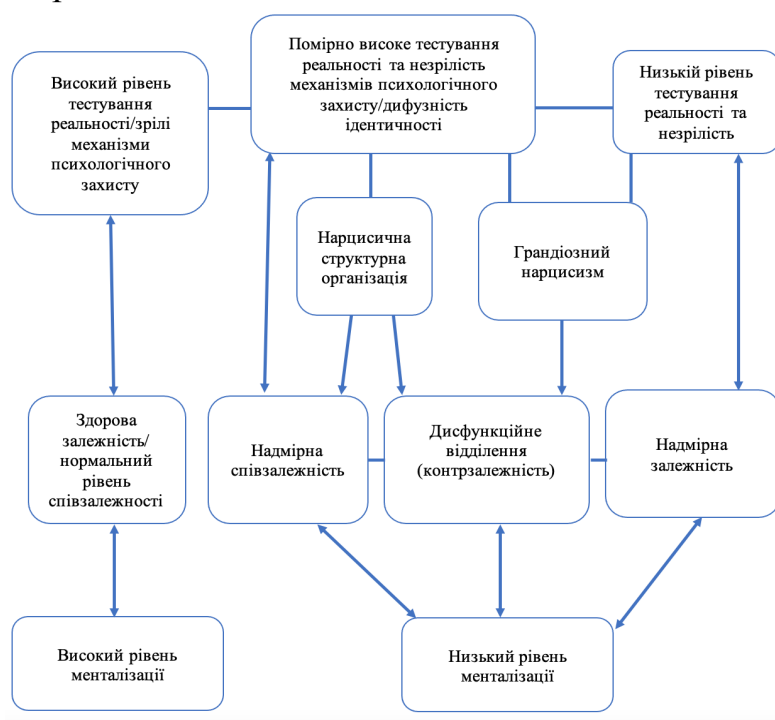 Високий рівень
тестування
реальності/зрілі
механізми
психологічного
захисту
Помірно високе тестування
реальності та незрілість
механізмів психологічного
захисту/дифузність
ідентичності
Низькій рівень
тестування
реальності та
незрілість
Нарцисична
структурна
організація
Грандіозний
нарцисизм
Здорова
залежність/
нормальний
рівень
співзалежності
Надмірна
співзалежність
Дисфункційне
відділення
(контрзалежність)
Надмірна
залежність
Високий рівень
менталізації
Низький рівень
менталізації